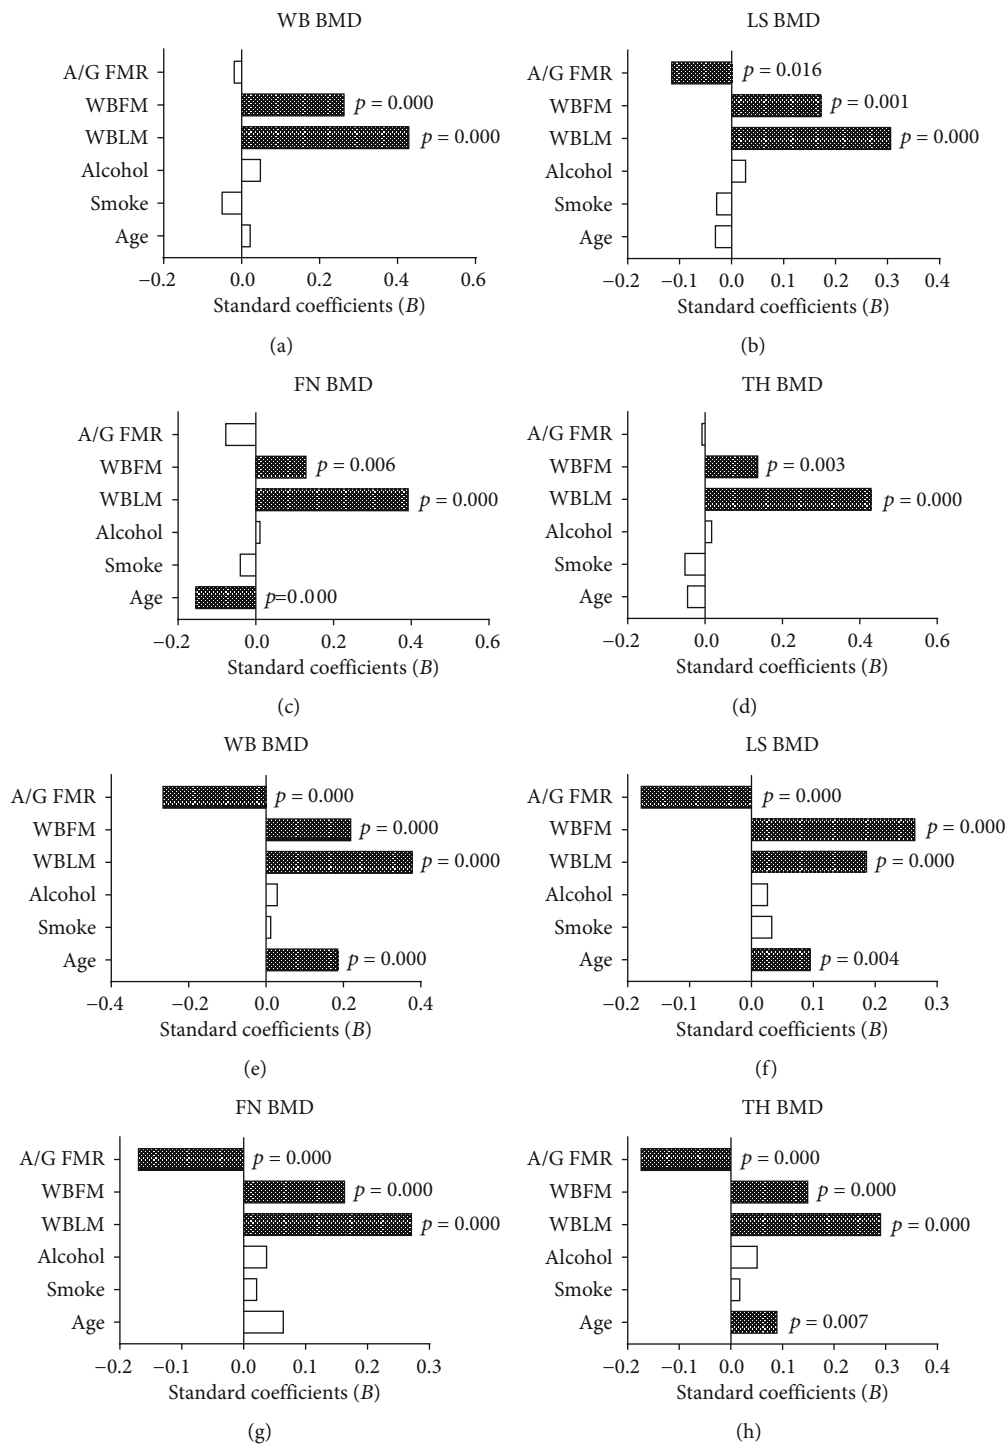 WB BMD
A/G FMR
WBFM
p = 0.000
WBLM
p = 0.000
Alcohol
Smoke
Age
−0.2 0.0 0.2 0.4 0.6
Standard coefficients (B)
(a)
LS BMD
A/G FMR
p = 0.016
WBFM
p = 0.001
WBLM
p = 0.000
Alcohol
Smoke
Age
−0.2 −0.1 0.0 0.1 0.2 0.3 0.4
Standard coefficients (B)
(b)
FN BMD
A/G FMR
WBFM
p = 0.006
WBLM
p = 0.000
Alcohol
Smoke
Age
p=0.000
−0.2 0.0 0.2 0.4 0.6
Standard coefficients (B)
(c)
TH BMD
A/G FMR
WBFM
p = 0.003
WBLM
p = 0.000
Alcohol
Smoke
Age
−0.2 0.0 0.2 0.4 0.6
Standard coefficients (B)
(d)
WB BMD
A/G FMR
p = 0.000
WBFM
p = 0.000
WBLM
p = 0.000
Alcohol
Smoke
Age
p = 0.000
−0.4 −0.2 0.0 0.2 0.4
Standard coefficients (B)
(e)
LS BMD
A/G FMR
p = 0.000
WBFM
p = 0.000
WBLM
p = 0.000
Alcohol
Smoke
Age
p = 0.004
−0.2 −0.1 0.0 0.1 0.2 0.3
Standard coefficients (B)
(f)
FN BMD
A/G FMR
p = 0.000
WBFM
p = 0.000
WBLM
p = 0.000
Alcohol
Smoke
Age
−0.2 −0.1 0.0 0.1 0.2 0.3
Standard coefficients (B)
(g)
TH BMD
A/G FMR
p = 0.000
WBFM
p = 0.000
WBLM
p = 0.000
Alcohol
Smoke
Age
p = 0.007
−0.2 −0.1 0.0 0.1 0.2 0.3 0.4
Standard coefficients (B)
(h)